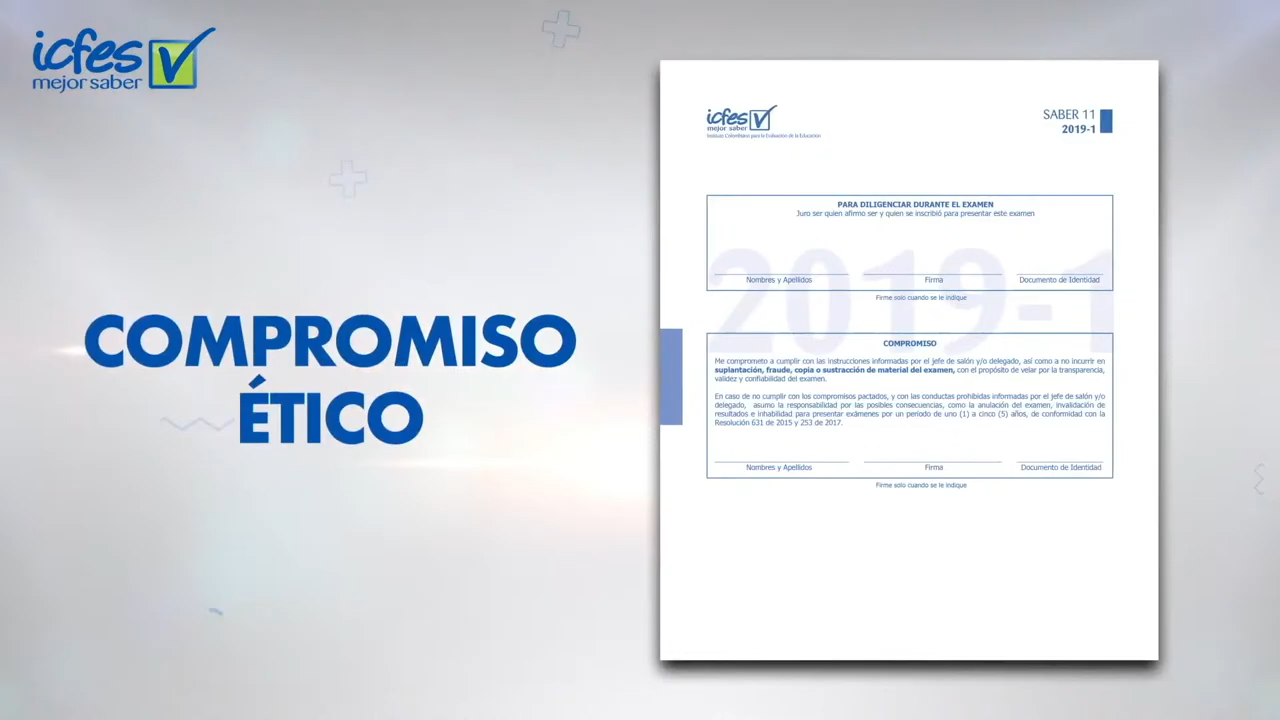 icfes
mejor saber
COMPROMISO
ÉTICO
icfes
mejor saber
Instituto Colombiano para la Evaluación de la Educación
SABER 11
2019-1
PARA DILIGENCIAR DURANTE EL EXAMEN
Juro ser quien afirmo ser y quien se inscribió para presentar este examen
2019-1
Nombres y Apellidos Firma Documento de Identidad
Firme solo cuando se le indique
COMPROMISO
Me comprometo a cumplir con las instrucciones informadas por el jefe de salón y/o delegado, así como a no incurrir en
suplantación, fraude, copia o sustracción de material del examen, con el propósito de velar por la transparencia,
validez y confiabilidad del examen.
En caso de no cumplir con los compromisos pactados, y con las conductas prohibidas informadas por el jefe de salón y/o
delegado, asumo la responsabilidad por las posibles consecuencias, como la anulación del examen, invalidación de
resultados e inhabilidad para presentar exámenes por un período de uno (1) a cinco (5) años, de conformidad con la
Resolución 631 de 2015 y 253 de 2017.
Nombres y Apellidos Firma Documento de Identidad
Firme solo cuando se le indique